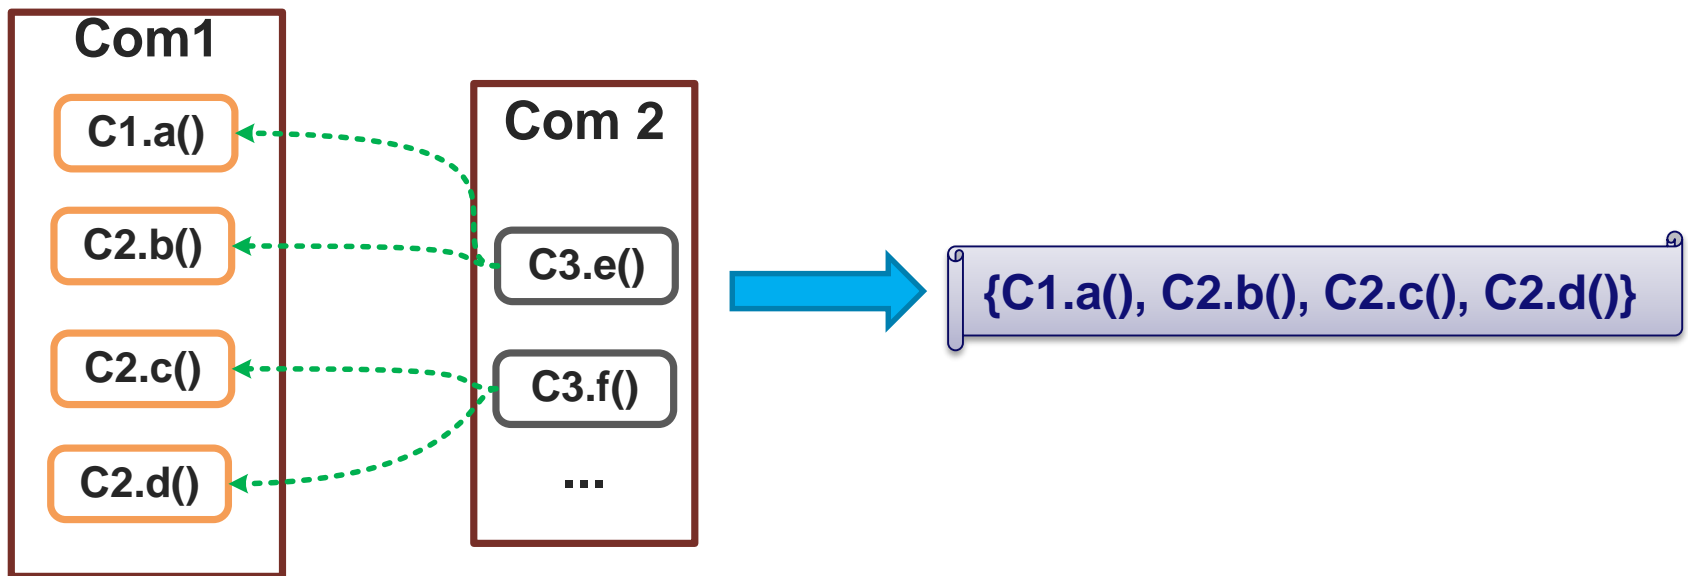 Com1
C1.a()
C2.b()
C2.c()
C2.d()
Com 2
C3.e()
C3.f()
...
{C1.a(), C2.b(), C2.c(), C2.d()}